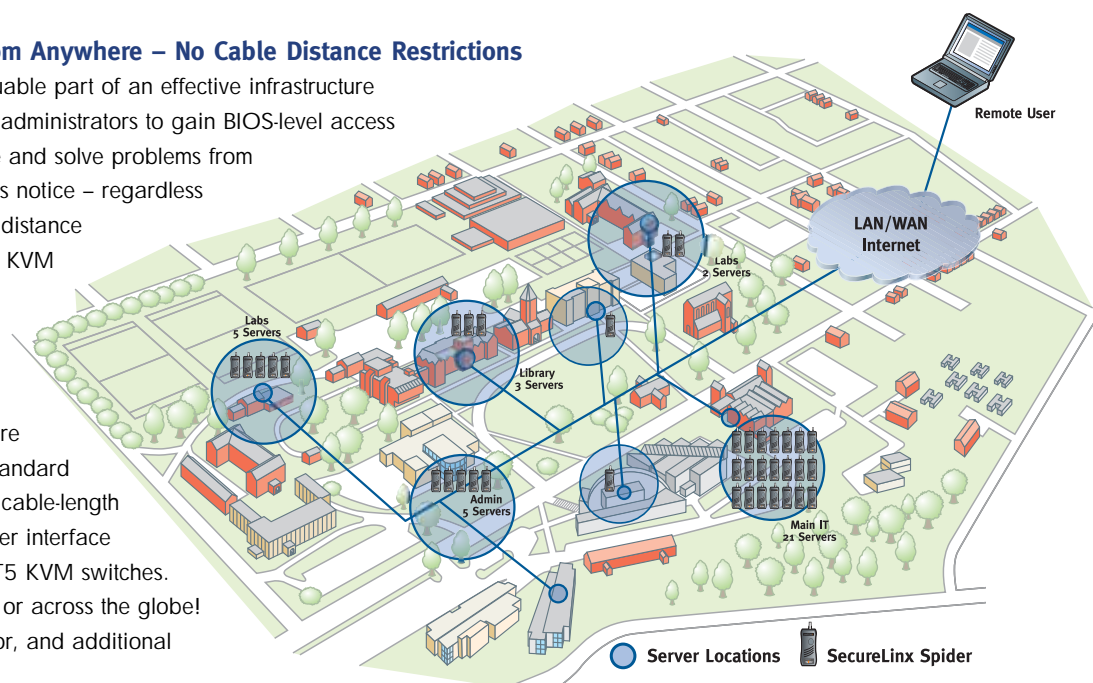 om Anywhere – No Cable Distance Restrictions
uable part of an effective infrastructure
administrators to gain BIOS-level access
and solve problems from
s notice – regardless
distance
KVM
re
andard
cable-length
er interface
T5 KVM switches.
or across the globe!
or, and additional
Remote User
LAN/WAN
Internet
Labs
2 Servers
Labs
5 Servers
Library
3 Servers
Admin
5 Servers
Main IT
21 Servers
Server Locations
SecureLinx Spider